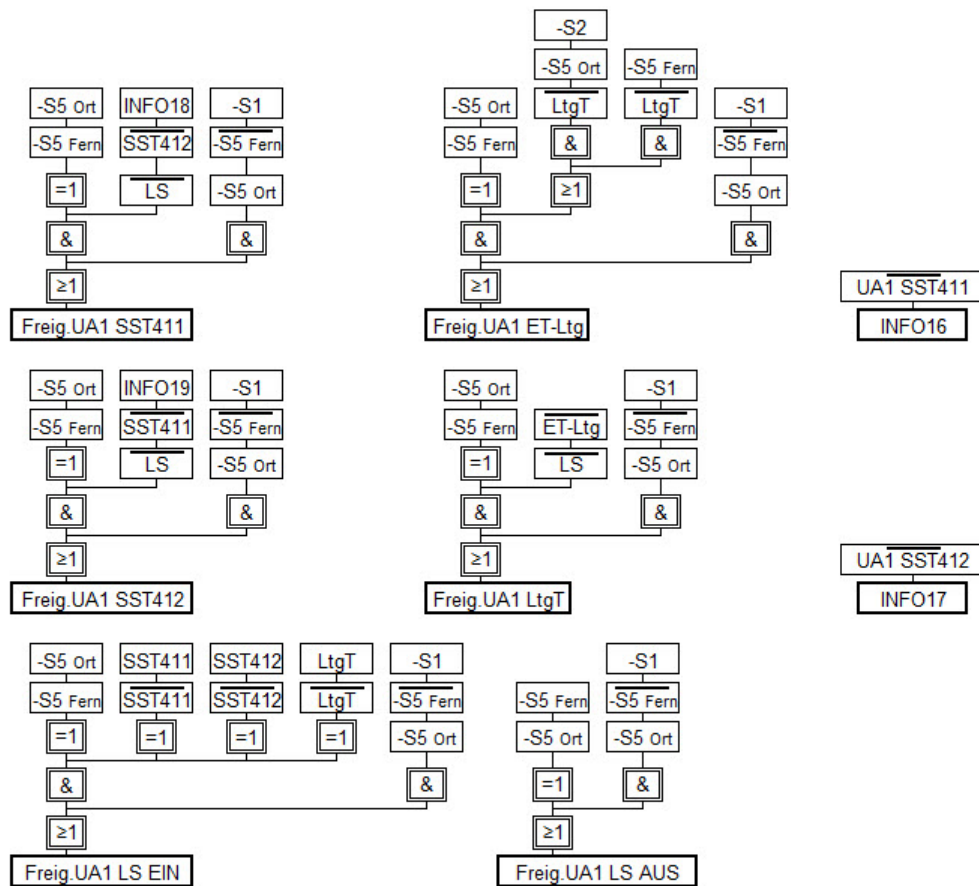 -S2
-S5 Ort
-S5 Fern
-S5 Ort
INFO18
-S1
-S5 Ort
LtgT
LtgT
-S1
-S5 Fern
SST412
-S5 Fern
-S5 Fern
&
&
-S5 Fern
=1
LS
-S5 Ort
=1
≥1
-S5 Ort
&
&
&
&
≥1
≥1
UA1 SST411
Freig.UA1 SST411
Freig.UA1 ET-Ltg
INFO16
-S5 Ort
INFO19
-S1
-S5 Ort
-S1
-S5 Fern
SST411
-S5 Fern
-S5 Fern
ET-Ltg
-S5 Fern
=1
LS
-S5 Ort
=1
LS
-S5 Ort
&
&
&
&
≥1
≥1
UA1 SST412
Freig.UA1 SST412
Freig.UA1 LtgT
INFO17
-S5 Ort
SST411
SST412
LtgT
-S1
-S1
-S5 Fern
SST411
SST412
LtgT
-S5 Fern
-S5 Fern
-S5 Fern
=1
=1
=1
=1
-S5 Ort
-S5 Ort
-S5 Ort
&
&
=1
&
≥1
≥1
Freig.UA1 LS EIN
Freig.UA1 LS AUS